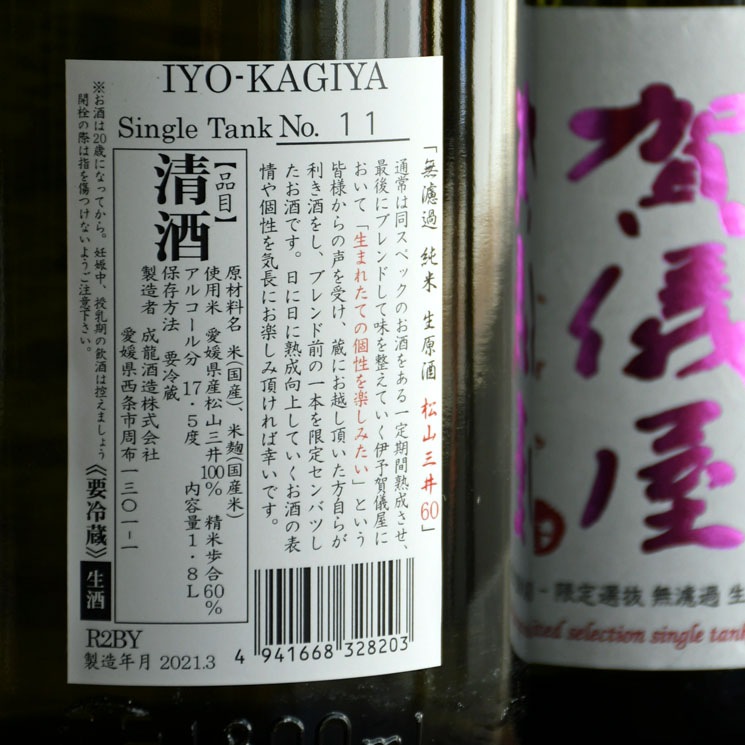 IYO-KAGIYA
Single Tank No. 11
「無濾過 純米 生原酒 松山三井60」
通常は同スペックのお酒をある一定期間熟成させ、
最後にブレンドして味を整えていく伊予賀儀屋に
おいて「生まれたての個性を楽しみたい」という
皆様からの声を受け、蔵にお越し頂いた方自らが
利き酒をし、ブレンド前の一本を限定センバツし
たお酒です。日に日に熟成向上していくお酒の表
情や個性を気長にお楽しみ頂ければ幸いです。
【品目】
清酒
原材料名 米(国産)、米麹(国産米)
使用米 愛媛県産松山三井100% 精米歩合60%
アルコール分 17・5度 内容量1・8L
保存方法 要冷蔵
製造者 成龍酒造株式会社
愛媛県西条市周布一三〇一ー一
※お酒は20歳になってから。妊娠中、授乳期の飲酒は控えましょう
開栓の際は指を傷つけないようご注意下さい。
《要冷蔵》
生酒
R2BY
製造年月 2021.3
4 941668 328203
賀儀屋
限定選抜 無濾過 生
selection single tank